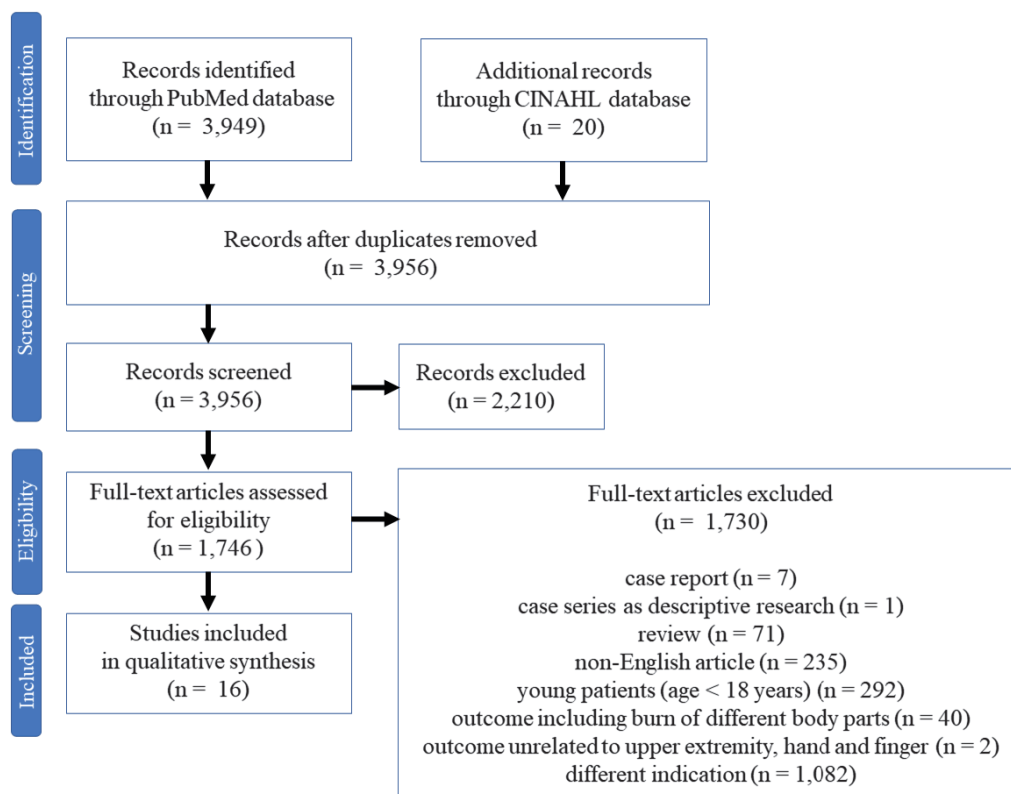 Identification
Records identified
through PubMed database
(n = 3,949)
Additional records
through CINAHL database
(n = 20)
Screening
Records after duplicates removed
(n = 3,956)
Records screened
(n = 3,956)
Records excluded
(n = 2,210)
Eligibility
Full-text articles assessed
for eligibility
(n = 1,746 )
Full-text articles excluded
(n = 1,730)
case report (n = 7)
case series as descriptive research (n = 1)
review (n = 71)
non-English article (n = 235)
young patients (age < 18 years) (n = 292)
outcome including burn of different body parts (n = 40)
outcome unrelated to upper extremity, hand and finger (n = 2)
different indication (n = 1,082)
Included
Studies included
in qualitative synthesis
(n = 16)